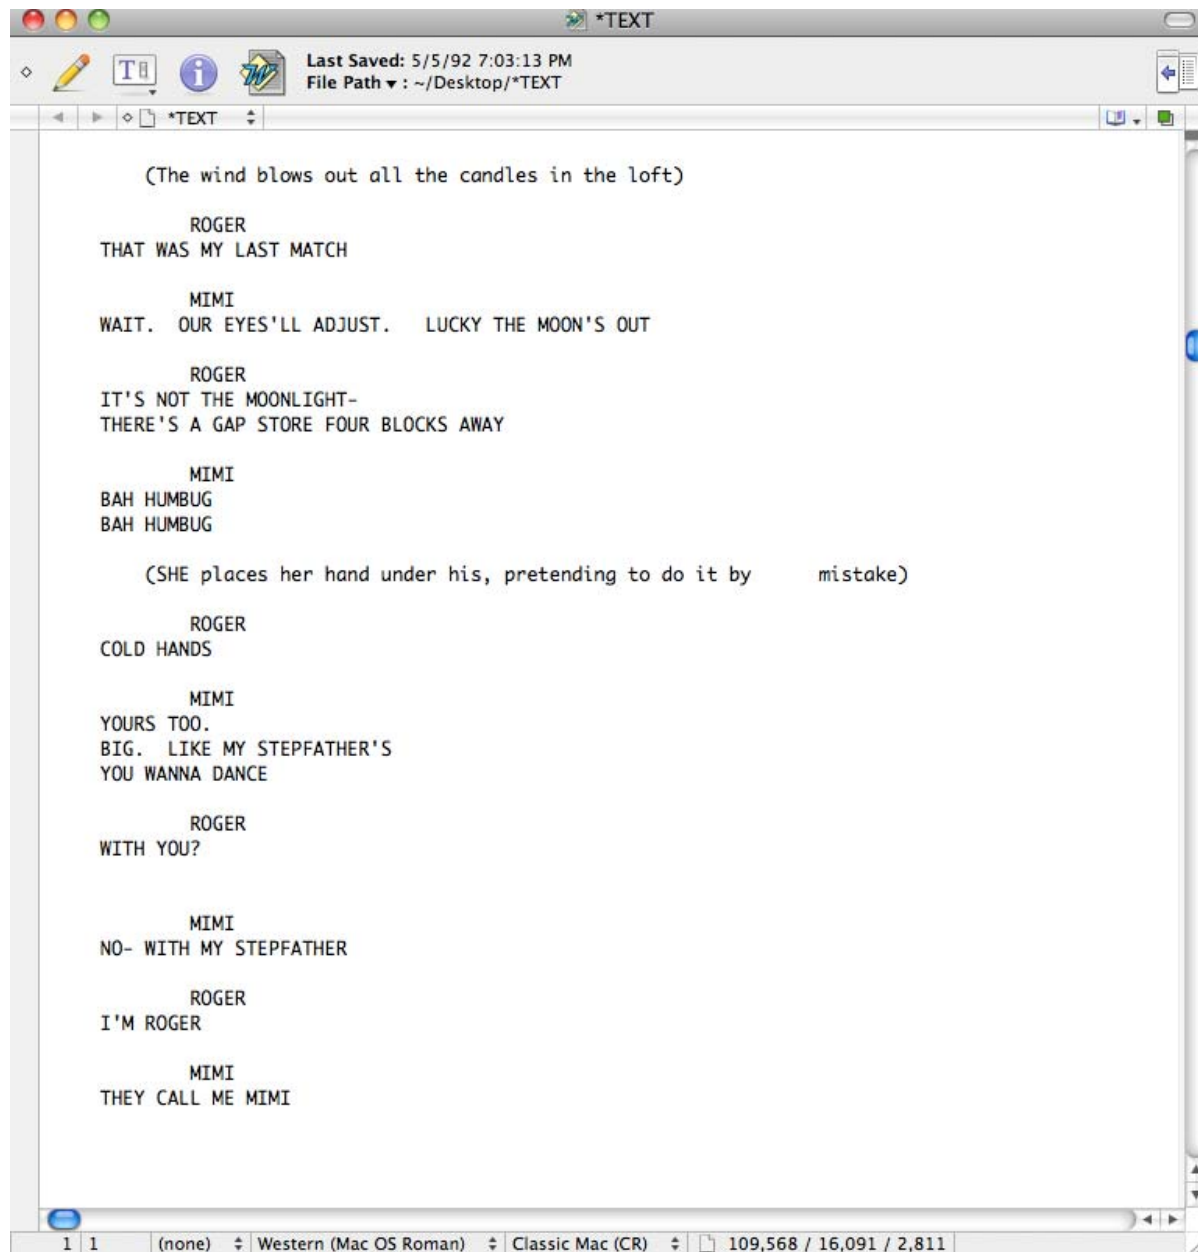 *TEXT
Last Saved: 5/5/92 7:03:13 PM
File Path ▾ : ~/Desktop/*TEXT
*TEXT
(The wind blows out all the candles in the loft)
ROGER
THAT WAS MY LAST MATCH
MIMI
WAIT.  OUR EYES'LL ADJUST.   LUCKY THE MOON'S OUT
ROGER
IT'S NOT THE MOONLIGHT-
THERE'S A GAP STORE FOUR BLOCKS AWAY
MIMI
BAH HUMBUG
BAH HUMBUG
(SHE places her hand under his, pretending to do it by      mistake)
ROGER
COLD HANDS
MIMI
YOURS TOO.
BIG.  LIKE MY STEPFATHER'S
YOU WANNA DANCE
ROGER
WITH YOU?
MIMI
NO- WITH MY STEPFATHER
ROGER
I'M ROGER
MIMI
THEY CALL ME MIMI
1 1 (none) Western (Mac OS Roman) Classic Mac (CR) 109,568 / 16,091 / 2,811